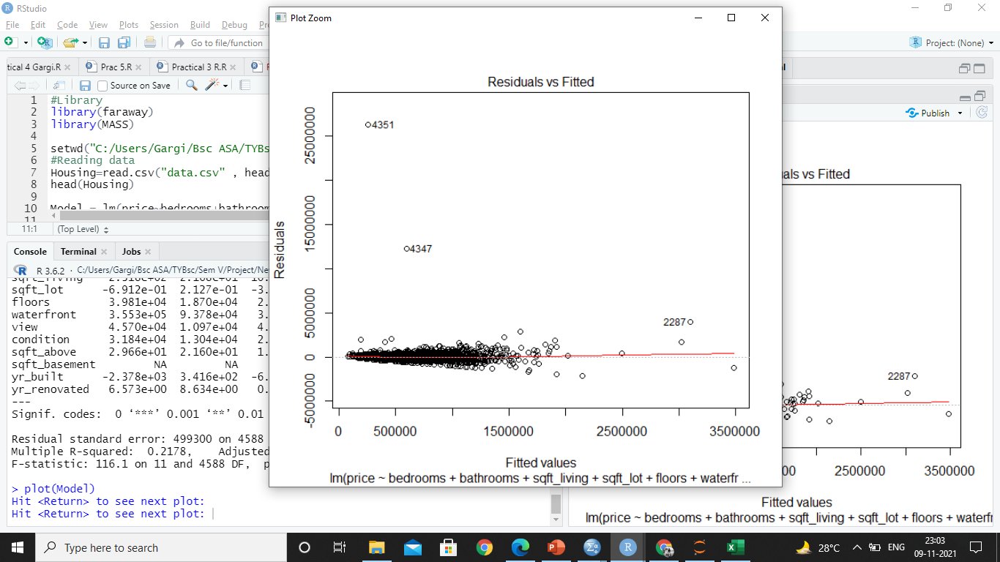 RStudio
File Edit Code View Plots Session Build Debug
Go to file/function
Project: (None)
tical 4 Gargi.R
Prac 5.R
Practical 3 R.R
Source on Save
1 #Library
2 library(faraway)
3 library(MASS)
4
5 setwd("C:/Users/Gargi/Bsc ASA/TYBs
6 #Reading data
7 Housing=read.csv("data.csv" , head
8 head(Housing)
9
10 Model = lm(price~bedrooms+bathroom
11
11:1 (Top Level)
Console Terminal Jobs
R 3.6.2 · C:/Users/Gargi/Bsc ASA/TYBsc/Sem V/Project/Ne
sqft_lot -6.912e-01 2.127e-01 -3.
floors 3.981e+04 1.870e+04 2.
waterfront 3.553e+05 9.378e+04 3.
view 4.570e+04 1.097e+04 4.
condition 3.184e+04 1.304e+04 2.
sqft_above 2.966e+01 2.160e+01 1.
sqft_basement NA NA
yr_built -2.378e+03 3.416e+02 -6.
yr_renovated 6.573e+00 8.634e+00 0.
---
Signif. codes: 0 ‘***’ 0.001 ‘**’ 0.01
Residual standard error: 499300 on 4588
Multiple R-squared: 0.2178, Adjusted
F-statistic: 116.1 on 11 and 4588 DF, p
> plot(Model)
Hit <Return> to see next plot:
Hit <Return> to see next plot:
Plot Zoom
Residuals vs Fitted
4351
4347
2287
Residuals
25000000
15000000
5000000
0
-5000000
0 500000 1500000 2500000 3500000
Fitted values
lm(price ~ bedrooms + bathrooms + sqft_living + sqft_lot + floors + waterfr ...
Publish
als vs Fitted
2287
00 2500000 3500000
Fitted values
lm(price ~ bedrooms + bathrooms + sqft_living + sqft_lot + floors + waterfr
Type here to search
28°C
ENG
23:03
09-11-2021